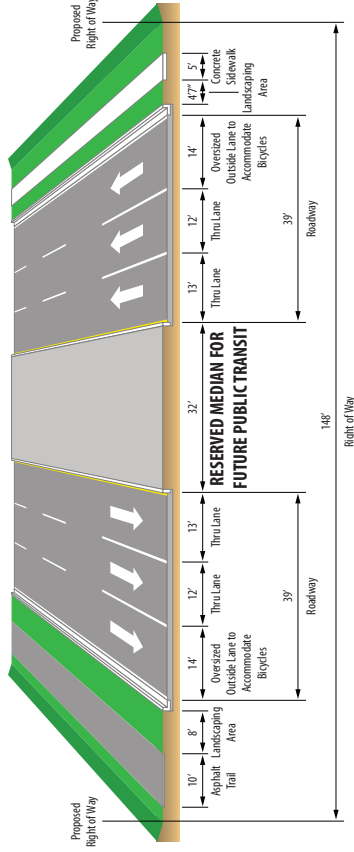 Proposed
Right of Way
Proposed
Right of Way
10’
Asphalt
Trail
8’
Landscaping
Area
14’
Oversized
Outside Lane to
Accommodate
Bicycles
12’
Thru Lane
13’
Thru Lane
32’
RESERVED MEDIAN FOR
FUTURE PUBLIC TRANSIT
13’
Thru Lane
12’
Thru Lane
14’
Oversized
Outside Lane to
Accommodate
Bicycles
4’7”
Landscaping
Area
5’
Concrete
Sidewalk
39’
Roadway
39’
Roadway
148’
Right of Way